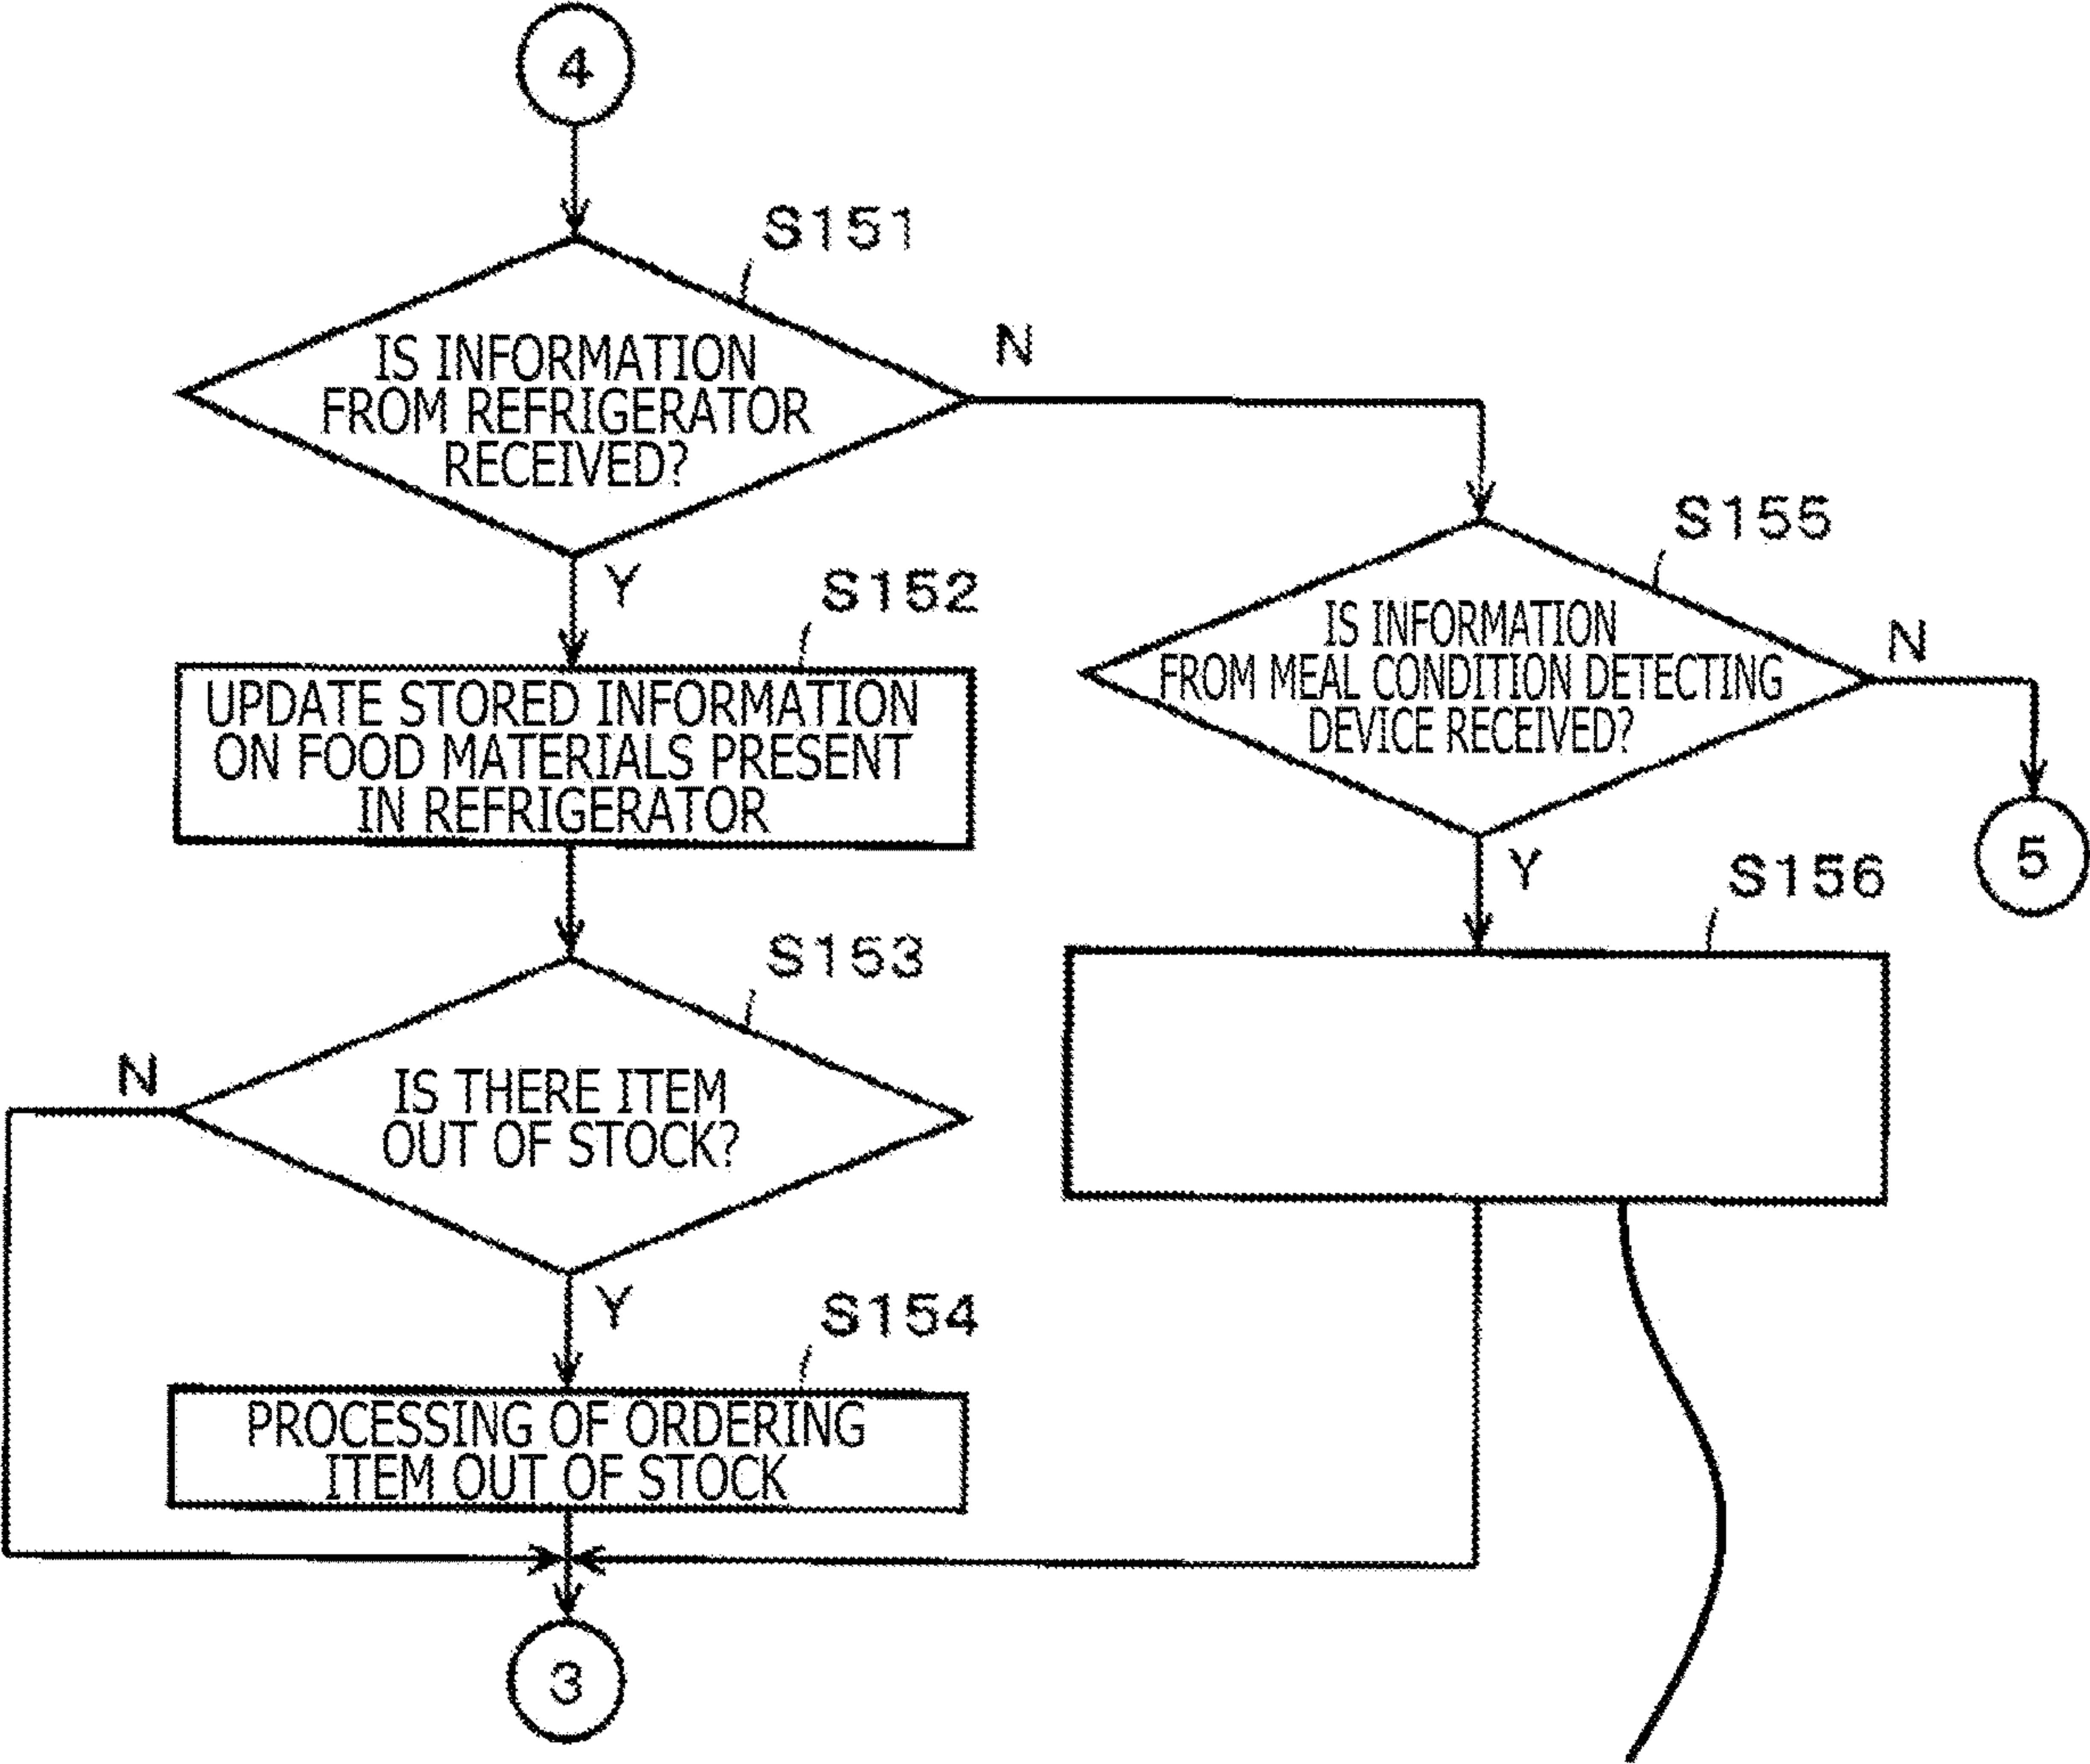 4
S151
IS INFORMATION
FROM REFRIGERATOR
RECEIVED?
N
Y
S152
UPDATE STORED INFORMATION
ON FOOD MATERIALS PRESENT
IN REFRIGERATOR
S153
N
IS THERE ITEM
OUT OF STOCK?
Y
S154
PROCESSING OF ORDERING
ITEM OUT OF STOCK
3
S155
IS INFORMATION
FROM MEAL CONDITION DETECTING
DEVICE RECEIVED?
N
5
Y
S156